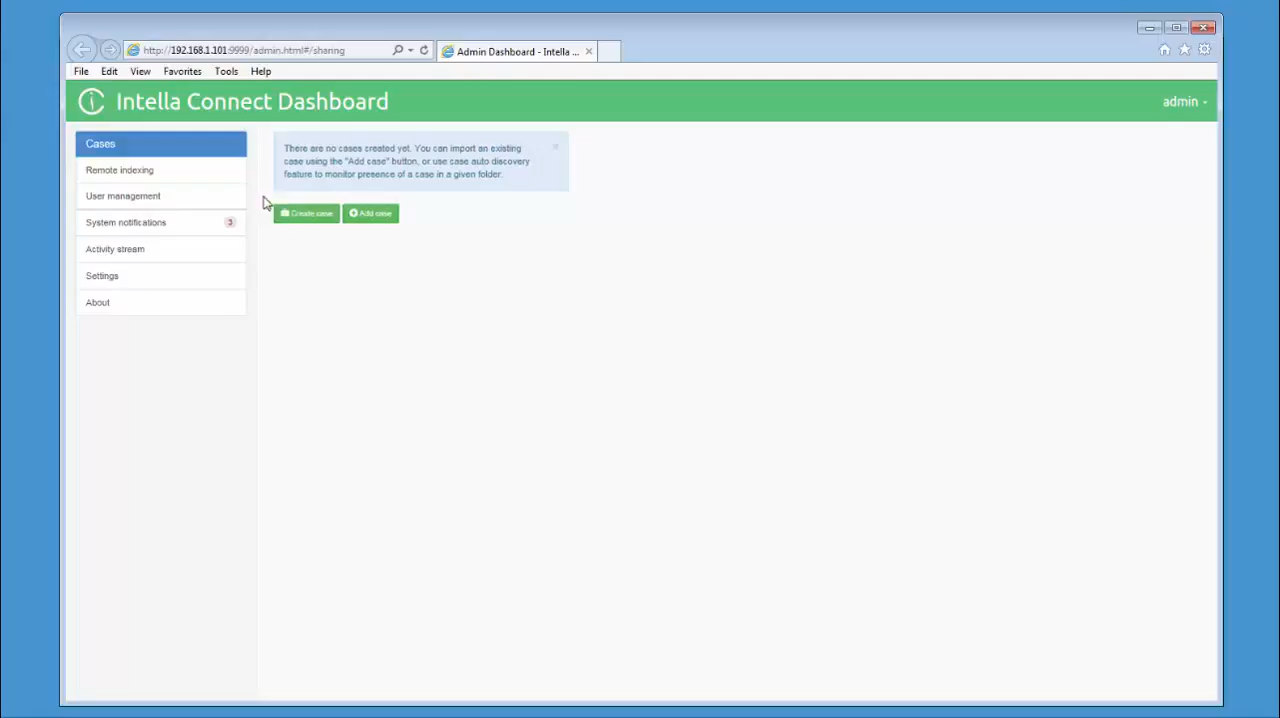 http://192.168.1.101:9999/admin.html#/sharing
Admin Dashboard - Intella ...
File Edit View Favorites Tools Help
Intella Connect Dashboard
admin
Cases
Remote indexing
User management
System notifications 3
Activity stream
Settings
About
There are no cases created yet. You can import an existing
case using the "Add case" button, or use case auto discovery
feature to monitor presence of a case in a given folder.
Create case Add case